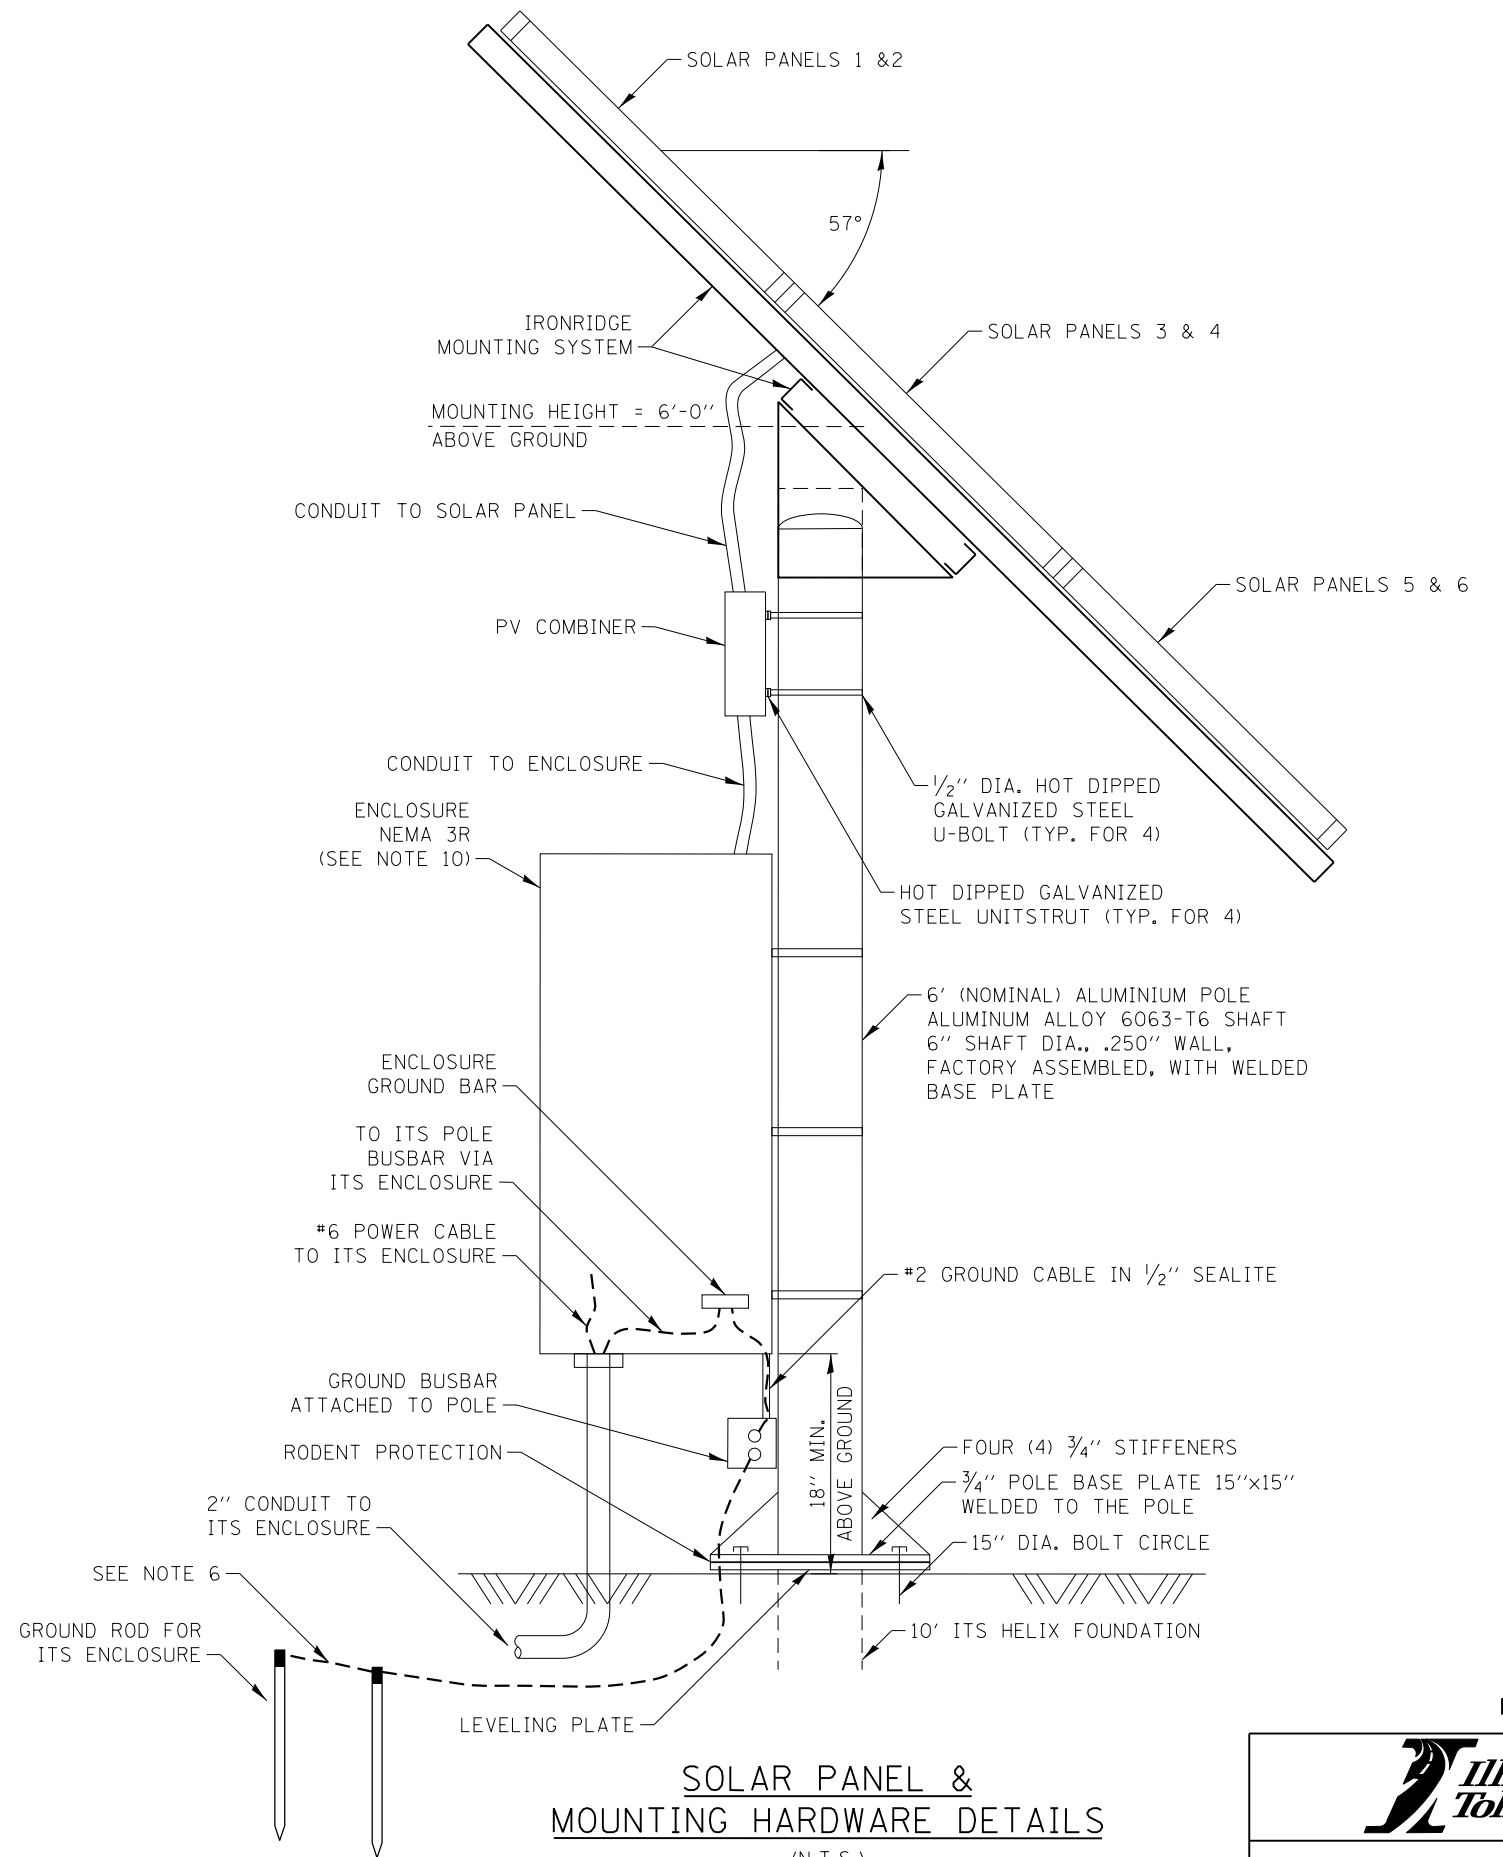 SOLAR PANELS 1 &2
57°
IRONRIDGE
MOUNTING SYSTEM
SOLAR PANELS 3 & 4
MOUNTING HEIGHT = 6'-0''
ABOVE GROUND
CONDUIT TO SOLAR PANEL
SOLAR PANELS 5 & 6
PV COMBINER
CONDUIT TO ENCLOSURE
1/2'' DIA. HOT DIPPED
GALVANIZED STEEL
U-BOLT (TYP. FOR 4)
ENCLOSURE
NEMA 3R
(SEE NOTE 10)
HOT DIPPED GALVANIZED
STEEL UNITSTRUT (TYP. FOR 4)
6' (NOMINAL) ALUMINIUM POLE
ALUMINUM ALLOY 6063-T6 SHAFT
6'' SHAFT DIA., .250'' WALL,
FACTORY ASSEMBLED, WITH WELDED
BASE PLATE
ENCLOSURE
GROUND BAR
TO ITS POLE
BUSBAR VIA
ITS ENCLOSURE
#6 POWER CABLE
TO ITS ENCLOSURE
#2 GROUND CABLE IN 1/2'' SEALITE
GROUND BUSBAR
ATTACHED TO POLE
18'' MIN.
ABOVE GROUND
RODENT PROTECTION
FOUR (4) 3/4'' STIFFENERS
3/4'' POLE BASE PLATE 15''x15''
WELDED TO THE POLE
2'' CONDUIT TO
ITS ENCLOSURE
15'' DIA. BOLT CIRCLE
SEE NOTE 6
GROUND ROD FOR
ITS ENCLOSURE
10' ITS HELIX FOUNDATION
LEVELING PLATE
SOLAR PANEL &
MOUNTING HARDWARE DETAILS
(N.T.S.)